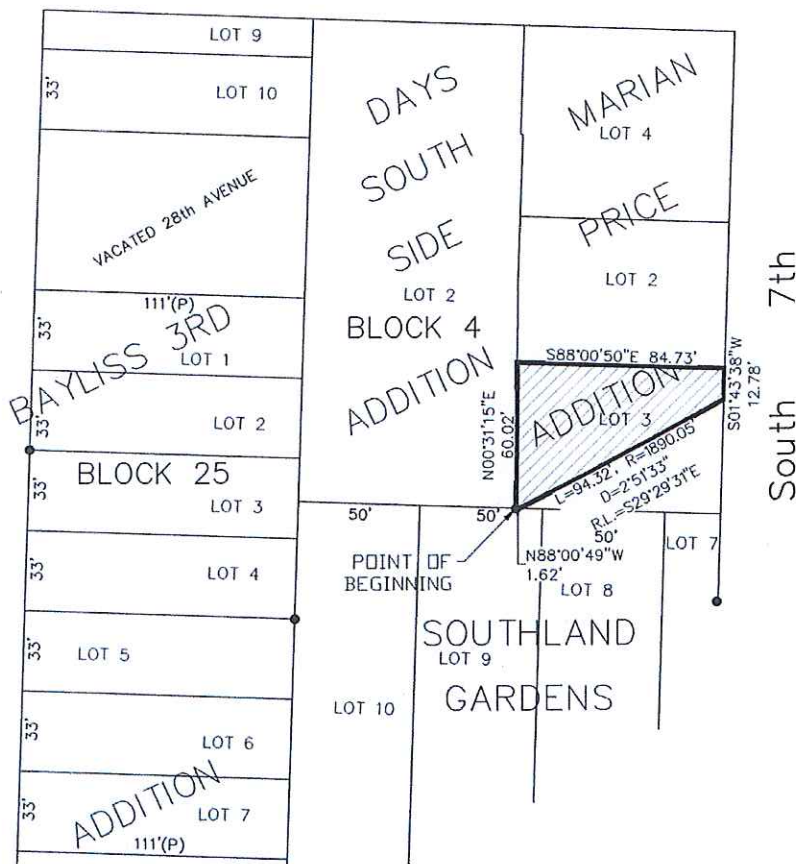 LOT 9
33'
LOT 10
VACATED 28th AVENUE
111'(P)
33'
LOT 1
BAYLISS 3RD
33'
LOT 2
BLOCK 25
33'
LOT 3
33'
LOT 4
33'
LOT 5
33'
LOT 6
33'
LOT 7
ADDITION
111'(P)
DAYS
SOUTH
SIDE
LOT 2
BLOCK 4
ADDITION
MARIAN
LOT 4
PRICE
LOT 2
S88°00'50"E 84.73'
ADDITION
LOT 3
N00°31'15"E
60.02'
S01°43'38"W
12.78'
L=94.32', R=1890.05'
D=2°51'33"
R.L.=S29°29'31"E
South 7th
50'
50'
50'
POINT OF
BEGINNING
N88°00'49"W
1.62'
LOT 7
LOT 8
SOUTHLAND
LOT 9
GARDENS
LOT 10